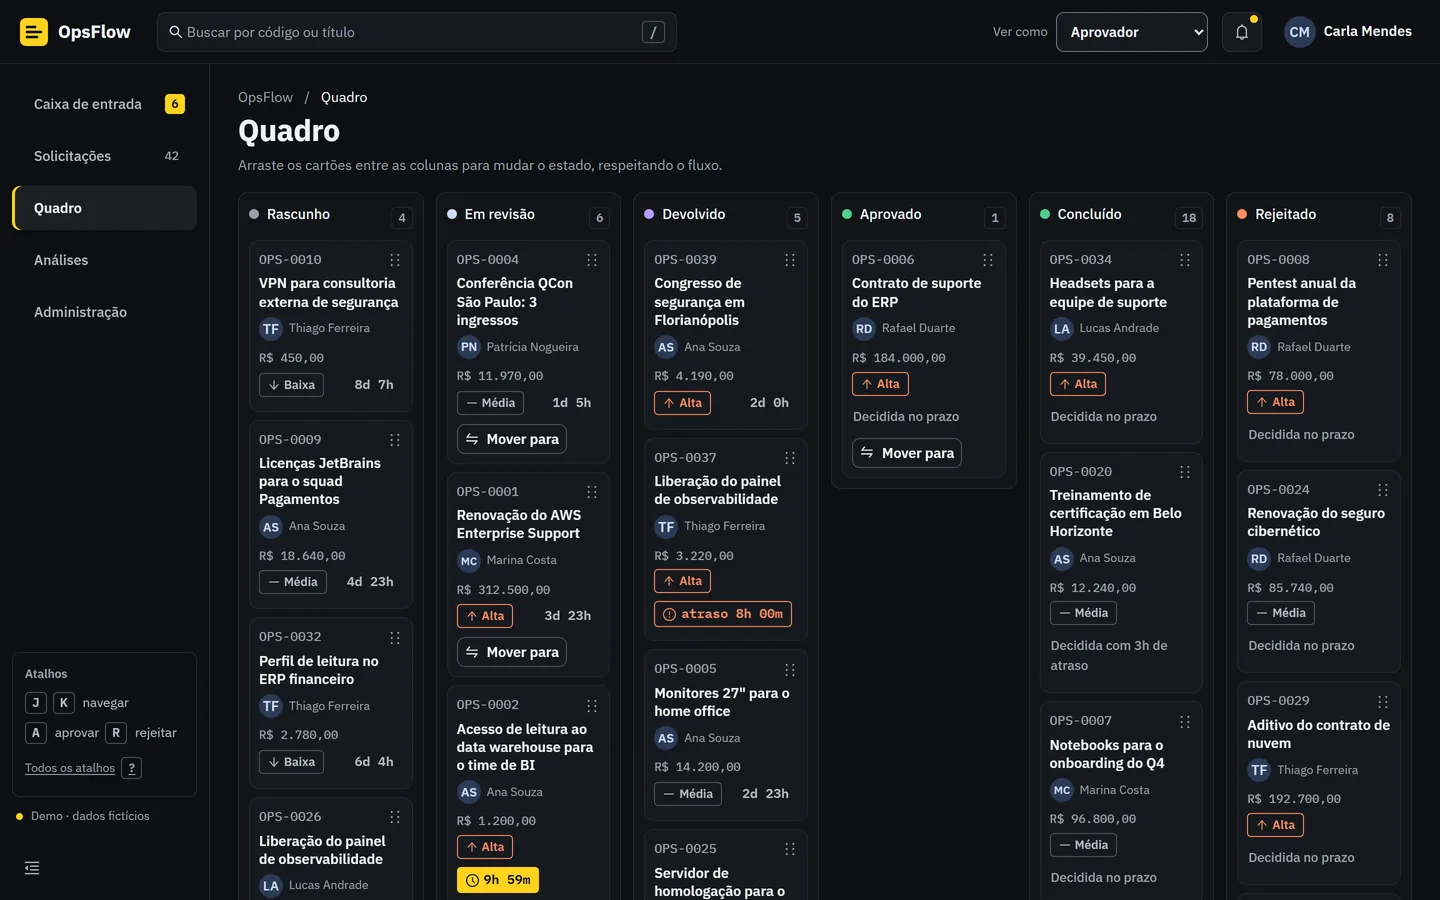 OpsFlow
Buscar por código ou título
/
Ver como
Aprovador
CM
Carla Mendes
Caixa de entrada
6
Solicitações
42
Quadro
Análises
Administração
Atalhos
J K navegar
A aprovar R rejeitar
Todos os atalhos ?
Demo · dados fictícios
OpsFlow / Quadro
Quadro
Arraste os cartões entre as colunas para mudar o estado, respeitando o fluxo.
Rascunho
4
OPS-0010
VPN para consultoria
externa de segurança
TF Thiago Ferreira
R$ 450,00
↓ Baixa
8d 7h
OPS-0009
Licenças JetBrains
para o squad
Pagamentos
AS Ana Souza
R$ 18.640,00
— Média
4d 23h
OPS-0032
Perfil de leitura no
ERP financeiro
TF Thiago Ferreira
R$ 2.780,00
↓ Baixa
6d 4h
OPS-0026
Liberação do painel
de observabilidade
LA Lucas Andrade
Em revisão
6
OPS-0004
Conferência QCon
São Paulo: 3
ingressos
PN Patrícia Nogueira
R$ 11.970,00
— Média
1d 5h
Mover para
OPS-0001
Renovação do AWS
Enterprise Support
MC Marina Costa
R$ 312.500,00
↑ Alta
3d 23h
Mover para
OPS-0002
Acesso de leitura ao
data warehouse para
o time de BI
AS Ana Souza
R$ 1.200,00
↑ Alta
9h 59m
Devolvido
5
OPS-0039
Congresso de
segurança em
Florianópolis
AS Ana Souza
R$ 4.190,00
↑ Alta
2d 0h
OPS-0037
Liberação do painel
de observabilidade
TF Thiago Ferreira
R$ 3.220,00
↑ Alta
atraso 8h 00m
OPS-0005
Monitores 27" para o
home office
AS Ana Souza
R$ 14.200,00
— Média
2d 23h
OPS-0025
Servidor de
homologação para o
Aprovado
1
OPS-0006
Contrato de suporte
do ERP
RD Rafael Duarte
R$ 184.000,00
↑ Alta
Decidida no prazo
Mover para
Concluído
18
OPS-0034
Headsets para a
equipe de suporte
LA Lucas Andrade
R$ 39.450,00
↑ Alta
Decidida no prazo
OPS-0020
Treinamento de
certificação em Belo
Horizonte
AS Ana Souza
R$ 12.240,00
— Média
Decidida com 3h de
atraso
OPS-0007
Notebooks para o
onboarding do Q4
MC Marina Costa
R$ 96.800,00
— Média
Decidida no prazo
Rejeitado
8
OPS-0008
Pentest anual da
plataforma de
pagamentos
RD Rafael Duarte
R$ 78.000,00
↑ Alta
Decidida no prazo
OPS-0024
Renovação do seguro
cibernético
RD Rafael Duarte
R$ 85.740,00
— Média
Decidida no prazo
OPS-0029
Aditivo do contrato de
nuvem
TF Thiago Ferreira
R$ 192.700,00
↑ Alta
Decidida no prazo